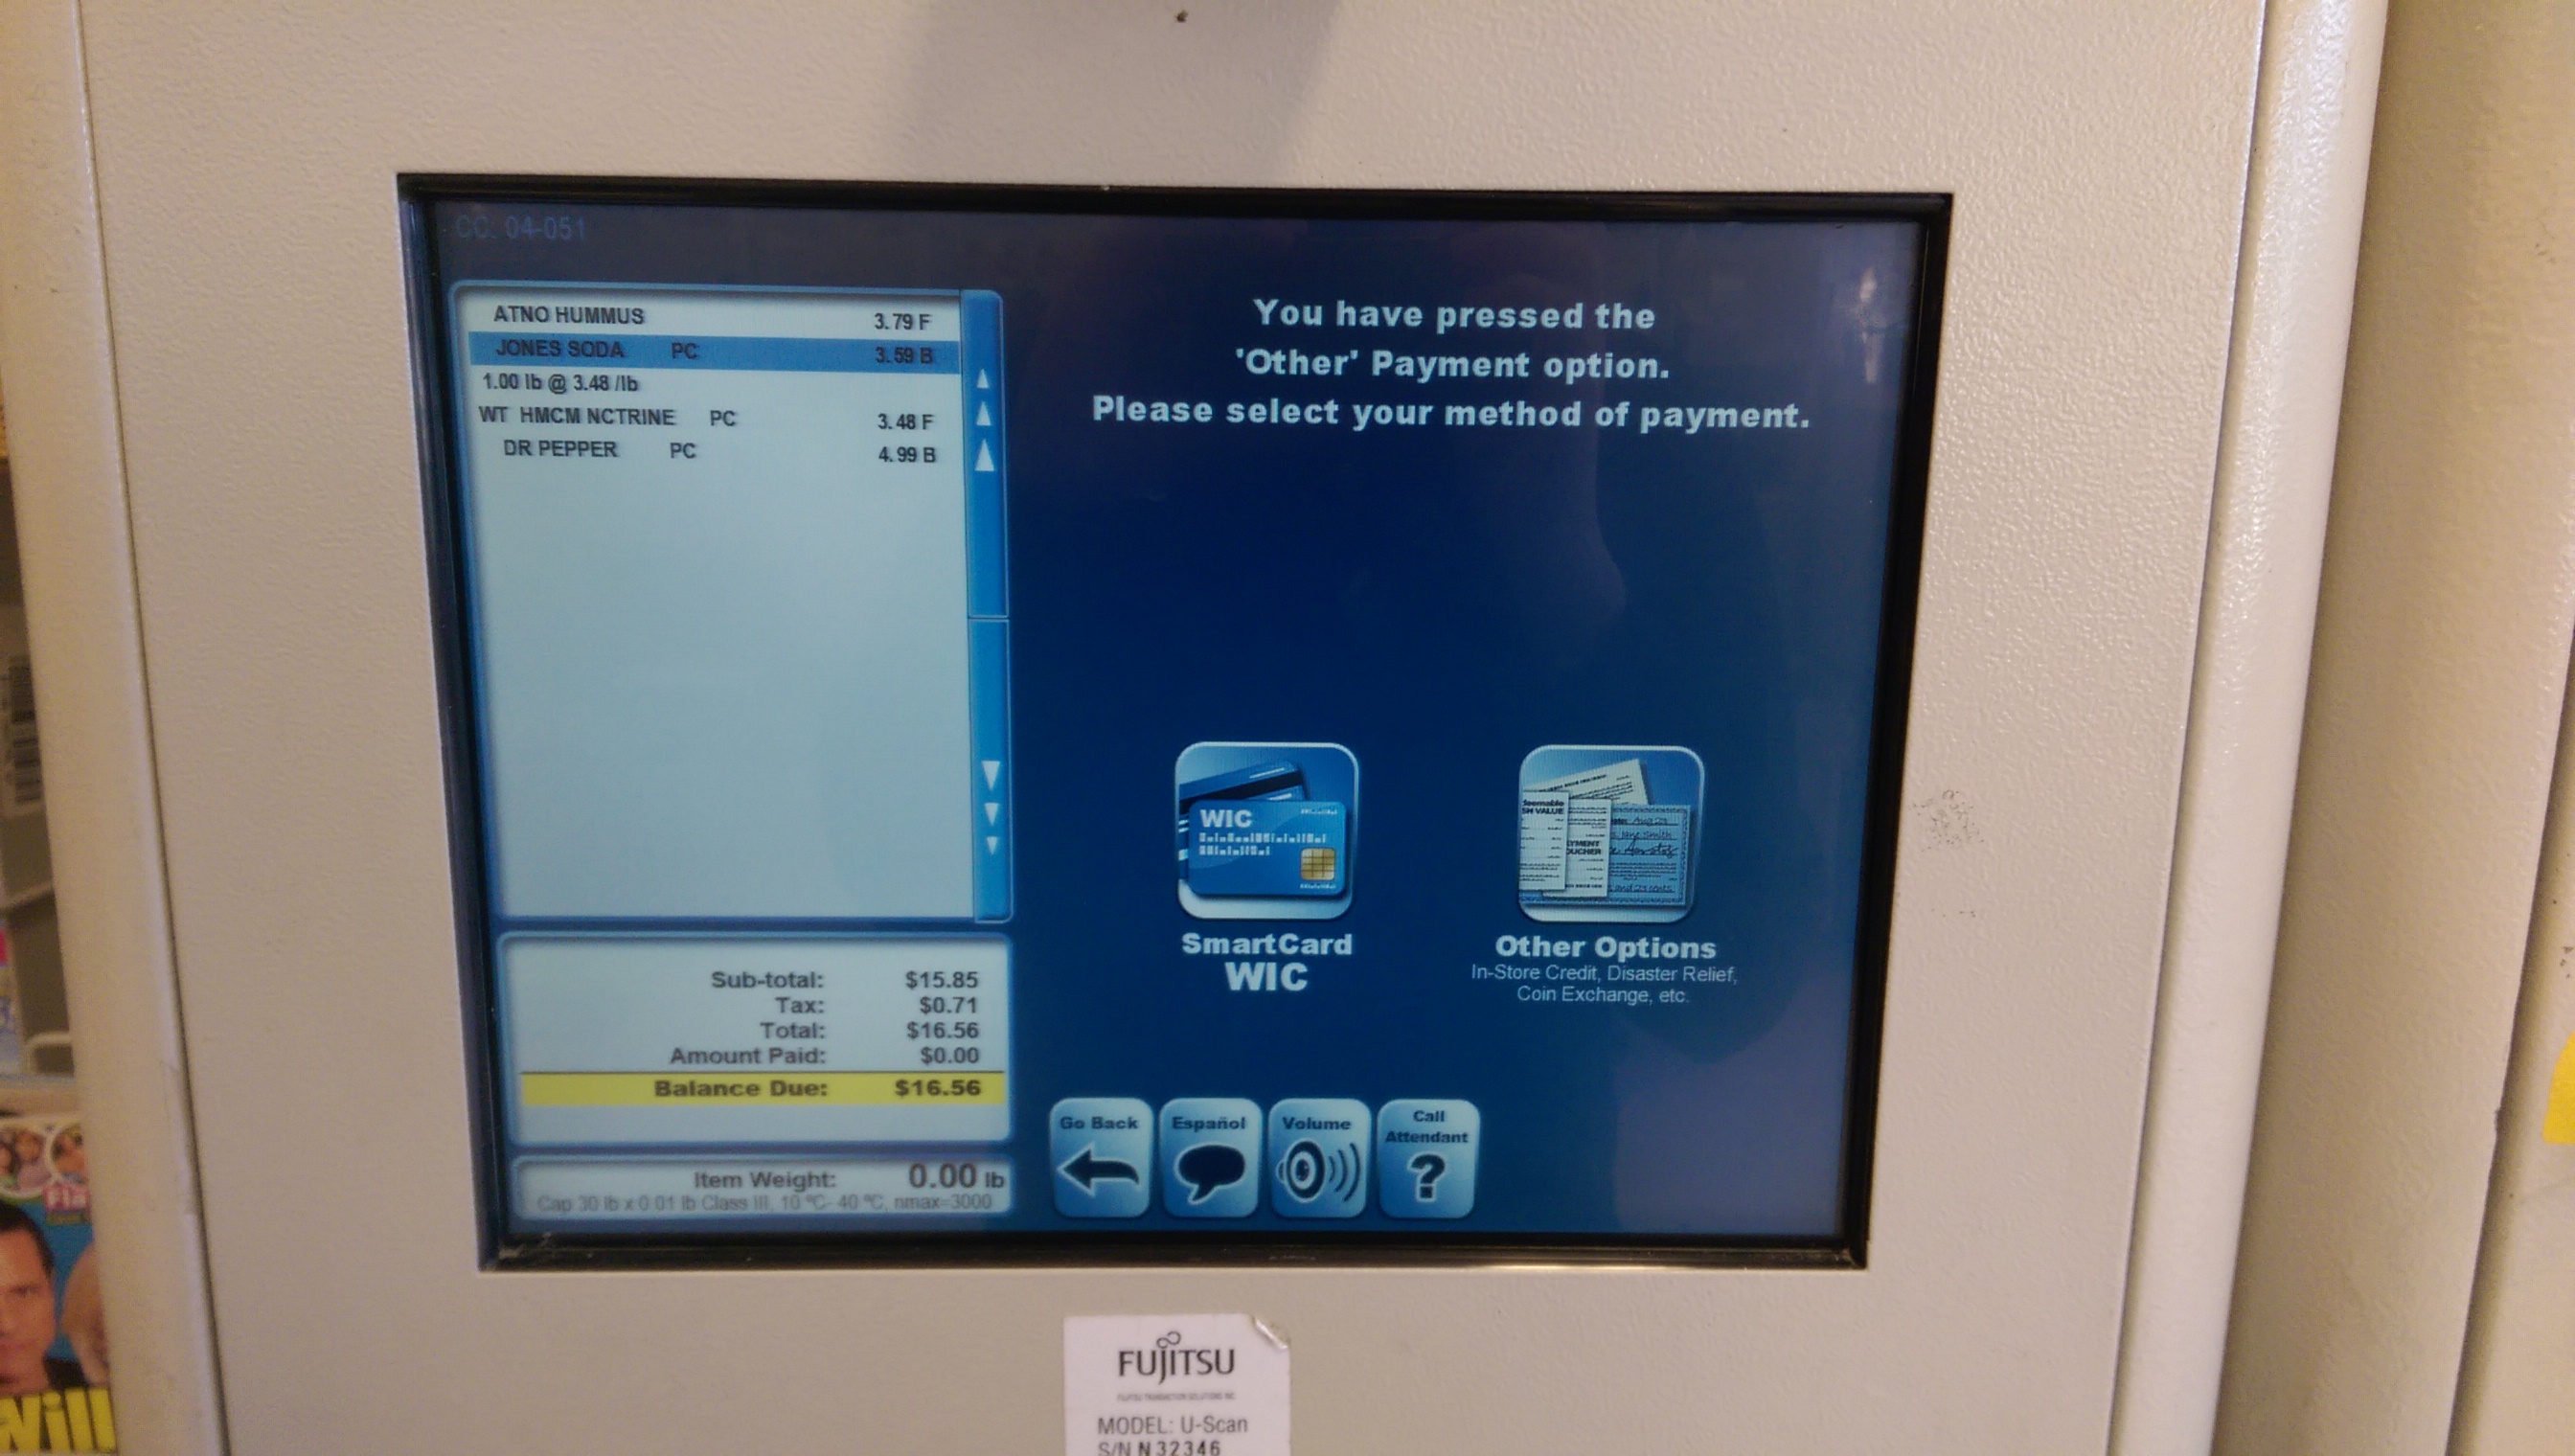 CC: 04-051
ATNO HUMMUS 3.79 F
JONES SODA PC 3.59 B
1.00 lb @ 3.48 /lb
WT HMCM NCTRINE PC 3.48 F
DR PEPPER PC 4.99 B
Sub-total: $15.85
Tax: $0.71
Total: $16.56
Amount Paid: $0.00
Balance Due: $16.56
Item Weight: 0.00 lb
Cap 30 lb x 0.01 lb Class III, 10 °C- 40 °C, nmax=3000
You have pressed the
'Other' Payment option.
Please select your method of payment.
WIC
SmartCard
WIC
SH VALUE
Aug 23
Other Options
In-Store Credit, Disaster Relief,
Coin Exchange, etc.
Go Back
Español
Volume
Call
Attendant
?
FUJITSU
FUJITSU TRANSACTION SOLUTIONS INC.
MODEL: U-Scan
S/N N 32346
Will